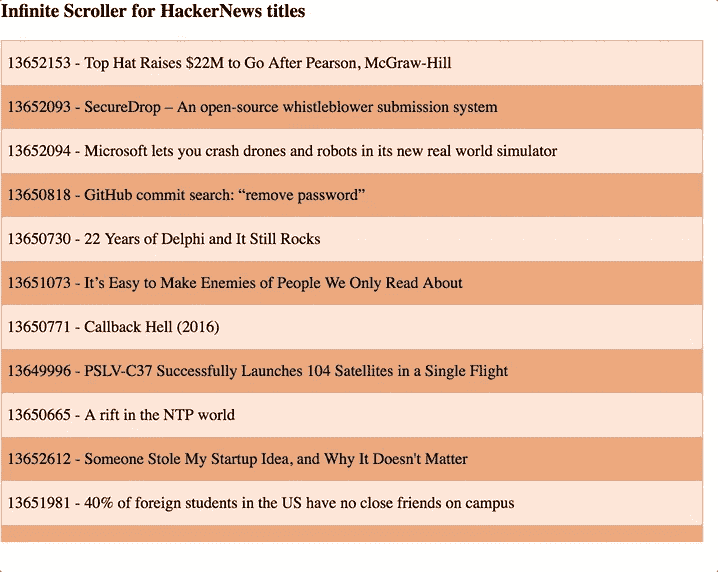 Infinite Scroller for HackerNews titles
13652153 - Top Hat Raises $22M to Go After Pearson, McGraw-Hill
13652093 - SecureDrop – An open-source whistleblower submission system
13652094 - Microsoft lets you crash drones and robots in its new real world simulator
13650818 - GitHub commit search: “remove password”
13650730 - 22 Years of Delphi and It Still Rocks
13651073 - It’s Easy to Make Enemies of People We Only Read About
13650771 - Callback Hell (2016)
13649996 - PSLV-C37 Successfully Launches 104 Satellites in a Single Flight
13650665 - A rift in the NTP world
13652612 - Someone Stole My Startup Idea, and Why It Doesn't Matter
13651981 - 40% of foreign students in the US have no close friends on campus